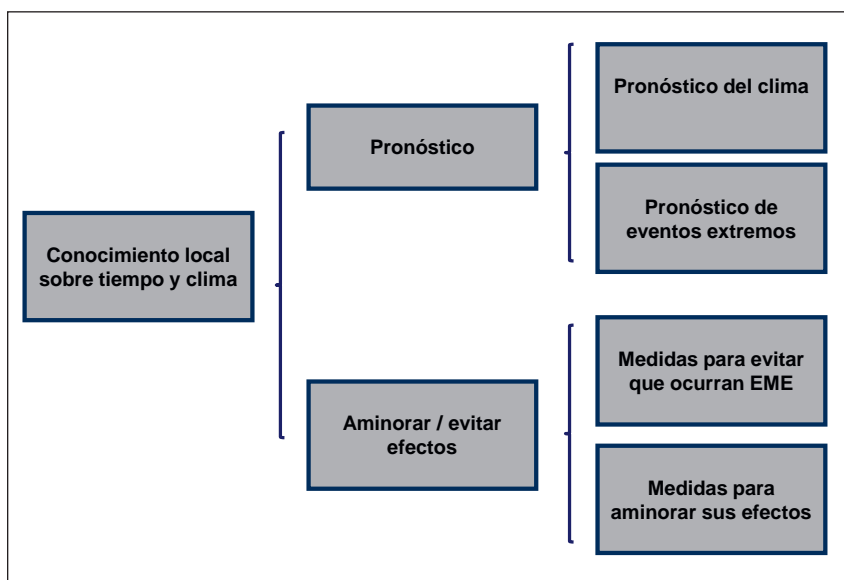 Conocimiento local
sobre tiempo y clima
Pronóstico
Pronóstico del clima
Pronóstico de
eventos extremos
Aminorar / evitar
efectos
Medidas para evitar
que ocurran EME
Medidas para
aminorar sus efectos